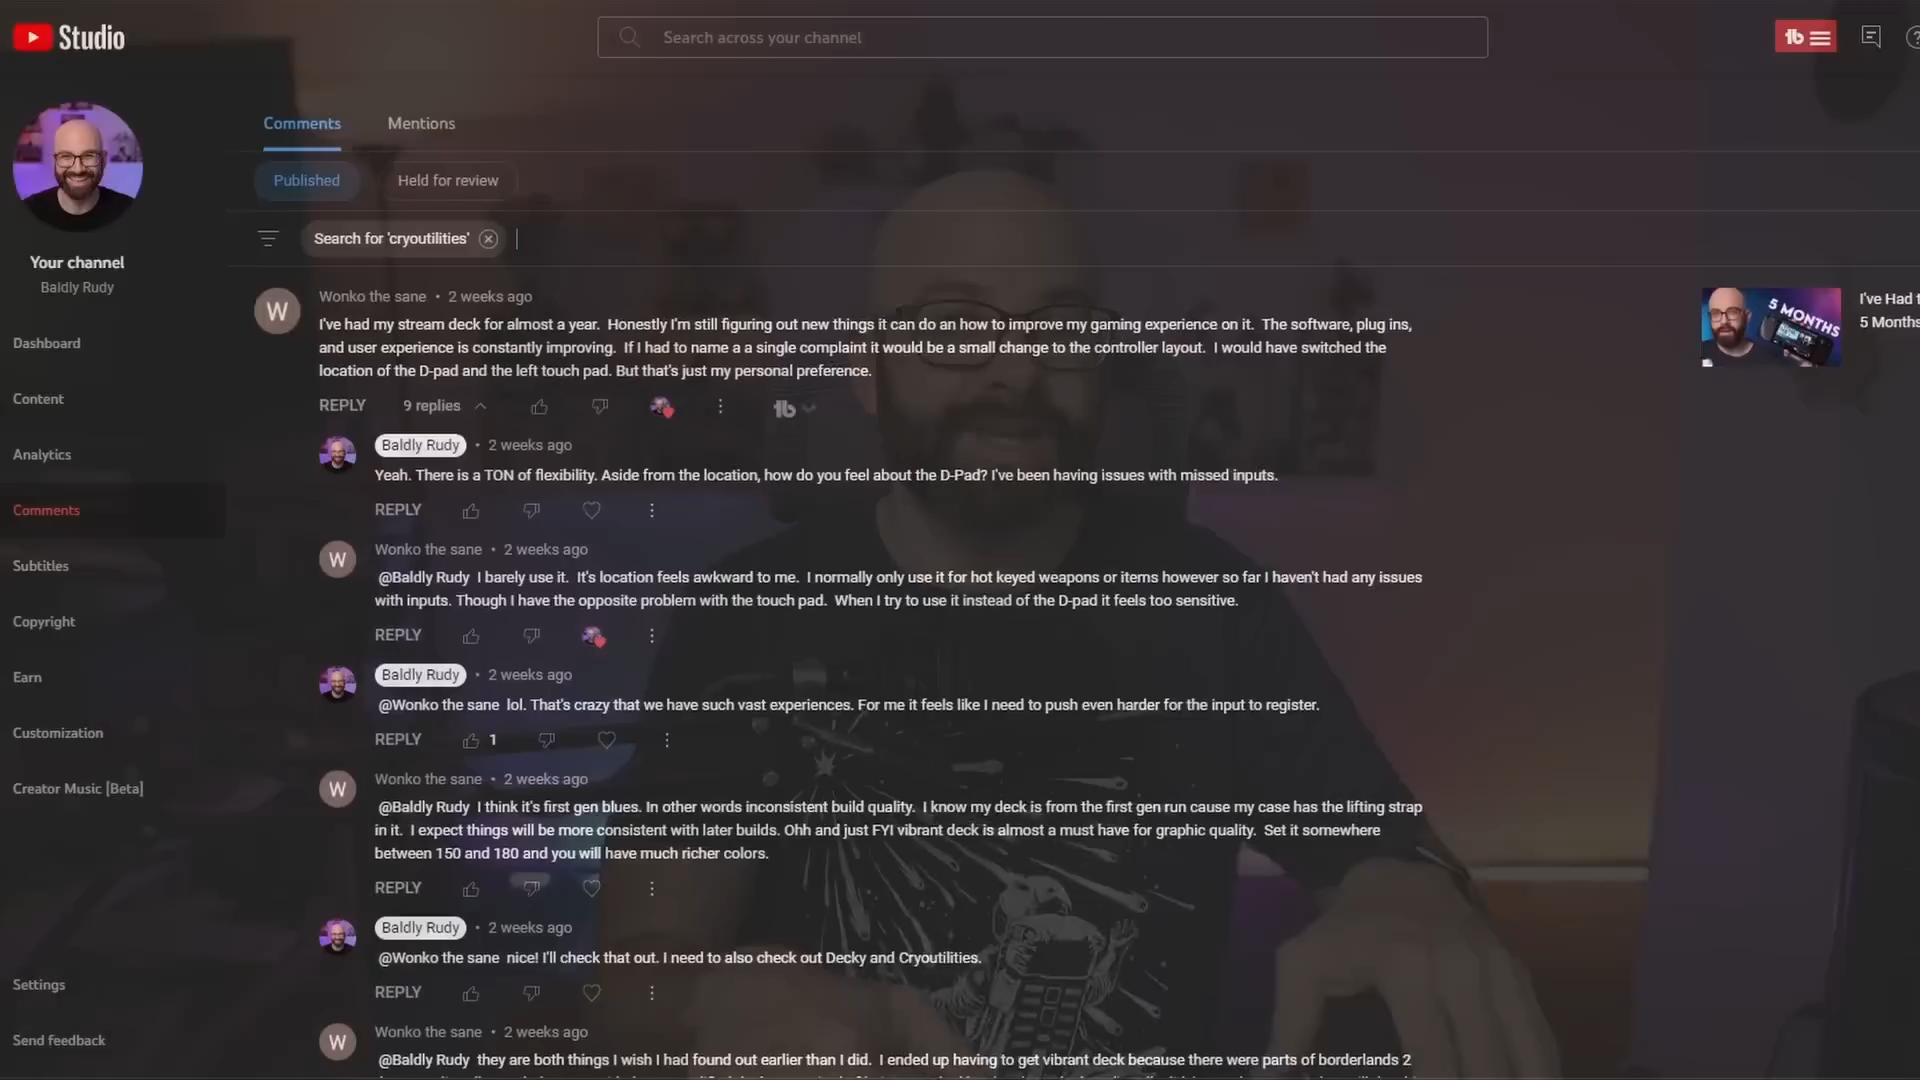 Studio
Search across your channel
Comments
Mentions
Published
Held for review
Search for 'cryoutilities'
Your channel
Baldly Rudy
Dashboard
Content
Analytics
Comments
Subtitles
Copyright
Earn
Customization
Creator Music [Beta]
Settings
Send feedback
W
Wonko the sane • 2 weeks ago
I've had my stream deck for almost a year. Honestly I'm still figuring out new things it can do an how to improve my gaming experience on it. The software, plug ins,
and user experience is constantly improving. If I had to name a a single complaint it would be a small change to the controller layout. I would have switched the
location of the D-pad and the left touch pad. But that's just my personal preference.
REPLY 9 replies
5 MONTHS
I've Had
5 Months
Baldly Rudy • 2 weeks ago
Yeah. There is a TON of flexibility. Aside from the location, how do you feel about the D-Pad? I've been having issues with missed inputs.
REPLY
W
Wonko the sane • 2 weeks ago
@Baldly Rudy I barely use it. It's location feels awkward to me. I normally only use it for hot keyed weapons or items however so far I haven't had any issues
with inputs. Though I have the opposite problem with the touch pad. When I try to use it instead of the D-pad it feels too sensitive.
REPLY
Baldly Rudy • 2 weeks ago
@Wonko the sane lol. That's crazy that we have such vast experiences. For me it feels like I need to push even harder for the input to register.
REPLY 1
W
Wonko the sane • 2 weeks ago
@Baldly Rudy I think it's first gen blues. In other words inconsistent build quality. I know my deck is from the first gen run cause my case has the lifting strap
in it. I expect things will be more consistent with later builds. Ohh and just FYI vibrant deck is almost a must have for graphic quality. Set it somewhere
between 150 and 180 and you will have much richer colors.
REPLY
Baldly Rudy • 2 weeks ago
@Wonko the sane nice! I'll check that out. I need to also check out Decky and Cryoutilities.
REPLY
W
Wonko the sane • 2 weeks ago
@Baldly Rudy they are both things I wish I had found out earlier than I did. I ended up having to get vibrant deck because there were parts of borderlands 2